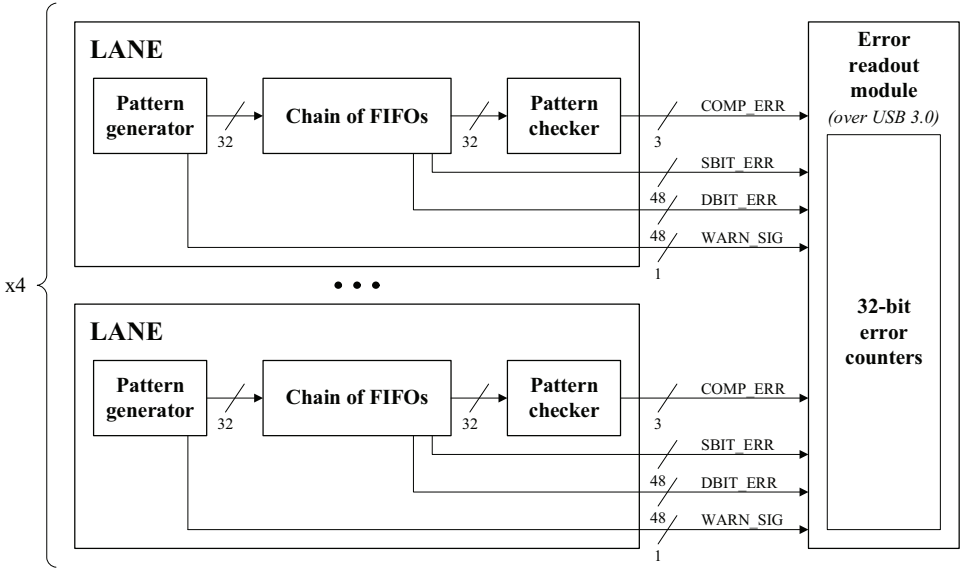 x4
LANE
Pattern
generator
32
Chain of FIFOs
32
Pattern
checker
3
COMP_ERR
48
SBIT_ERR
48
DBIT_ERR
1
WARN_SIG
LANE
Pattern
generator
32
Chain of FIFOs
32
Pattern
checker
3
COMP_ERR
48
SBIT_ERR
48
DBIT_ERR
1
WARN_SIG
Error
readout
module
(over USB 3.0)
32-bit
error
counters